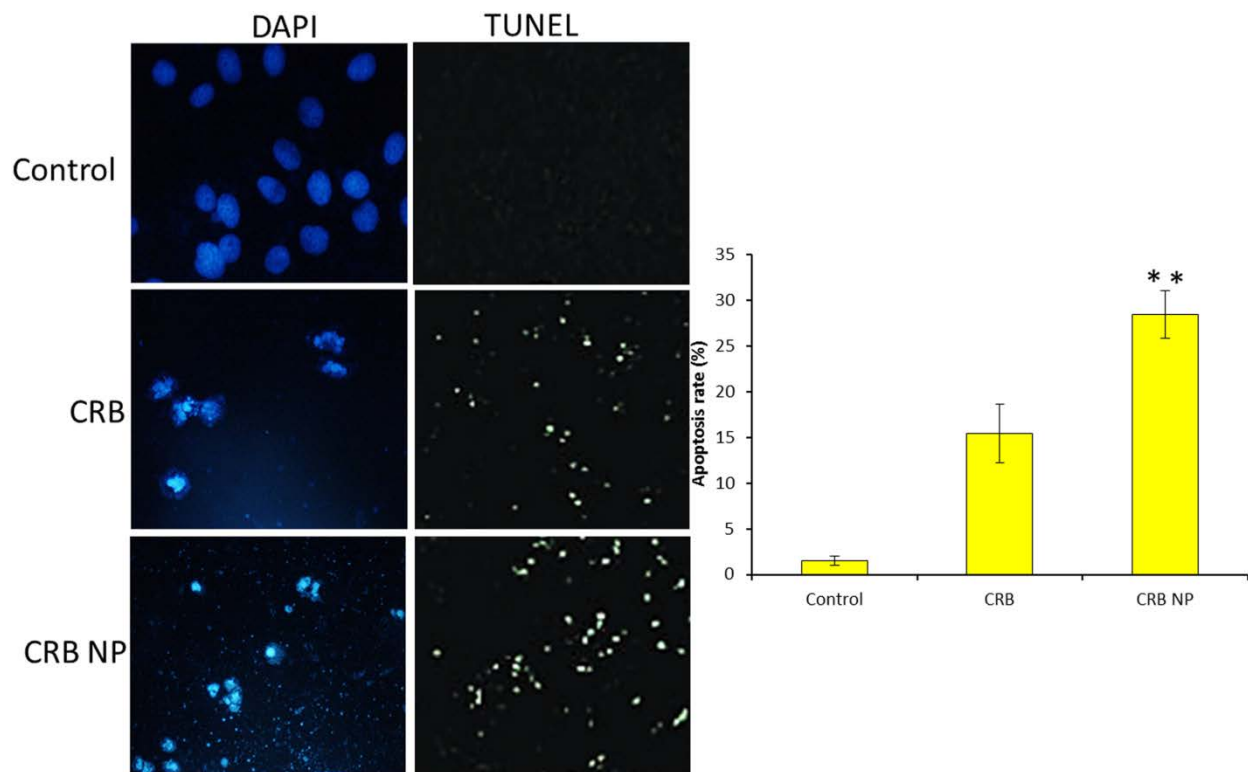 DAPI TUNEL
Control
CRB
CRB NP
Apoptosis rate (%)
35
30
25
20
15
10
5
0
* *
Control CRB CRB NP